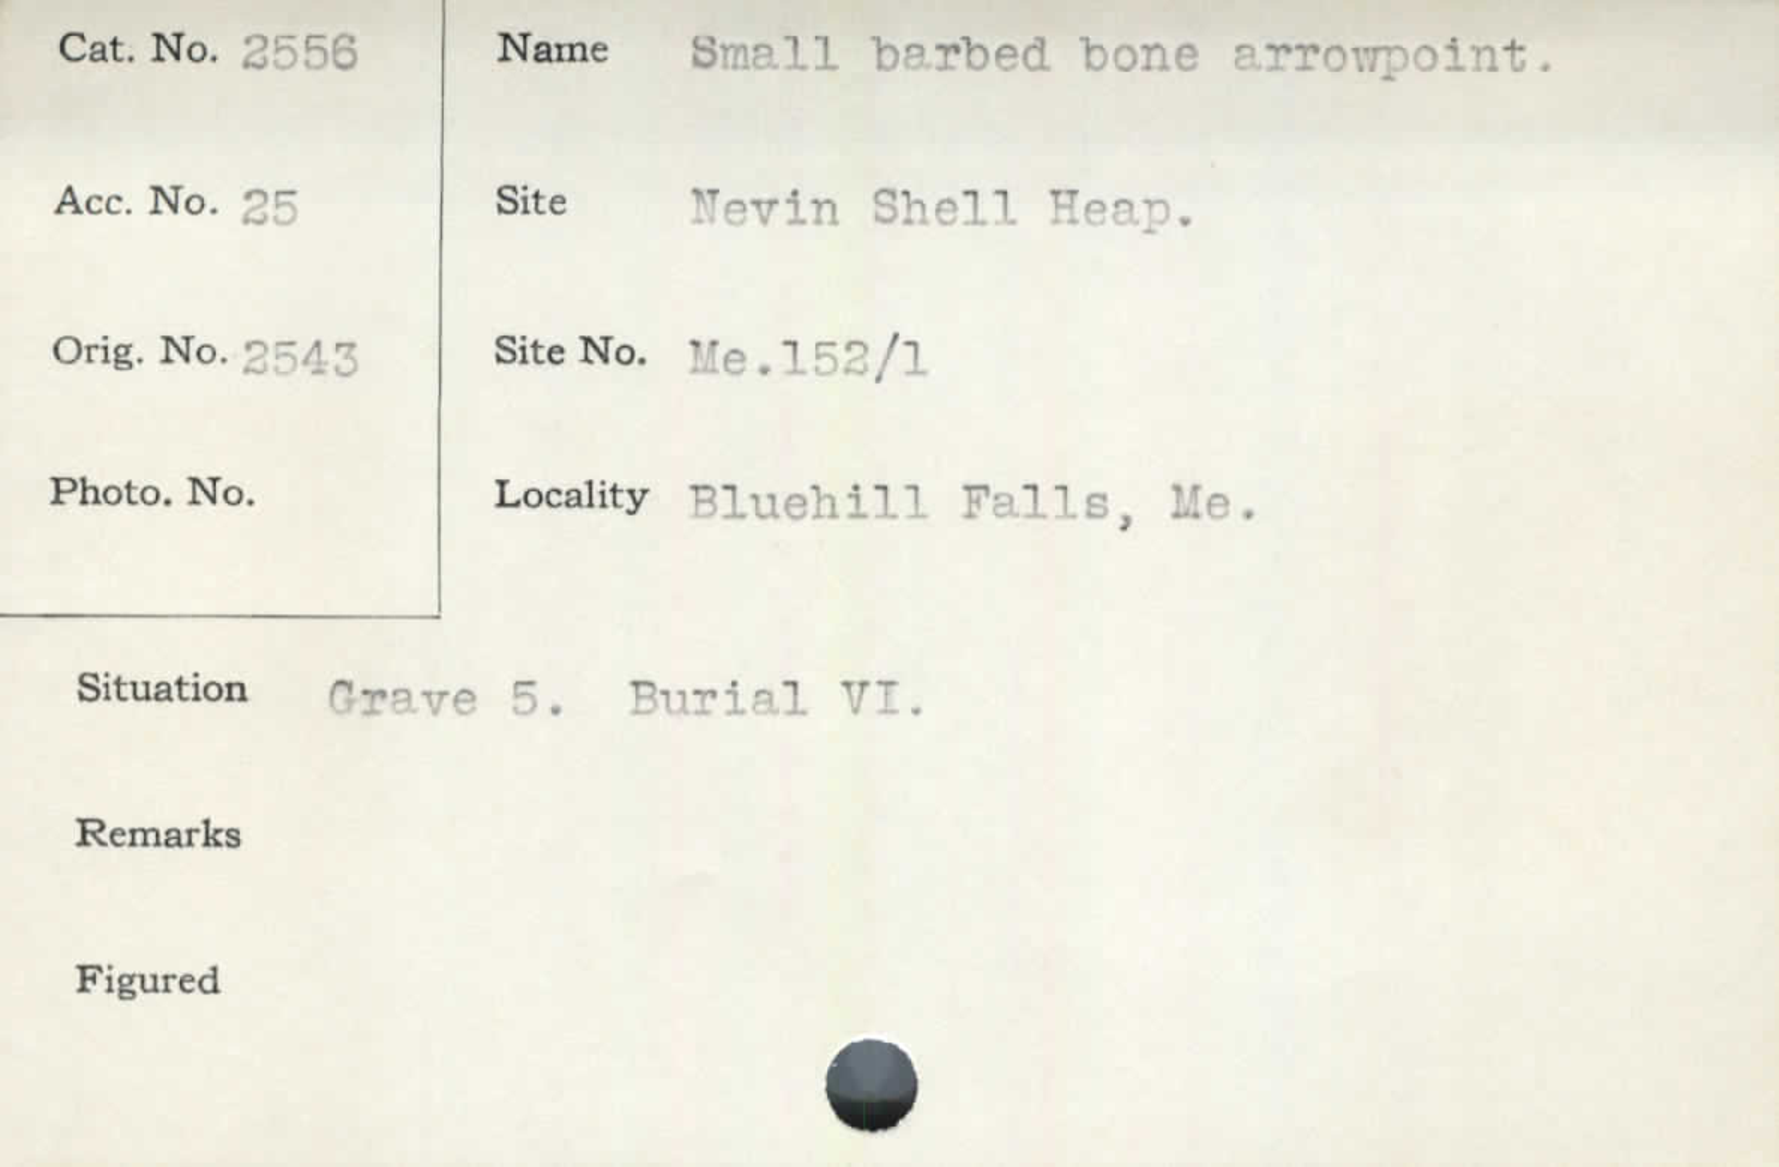 Cat. No. 2556 Name Small barbed bone arrowpoint.
Acc. No. 25 Site Nevin Shell Heap.
Orig. No. 2543 Site No. Me.152/1
Photo. No. Locality Bluehill Falls, Me.
Situation Grave 5. Burial VI.
Remarks
Figured